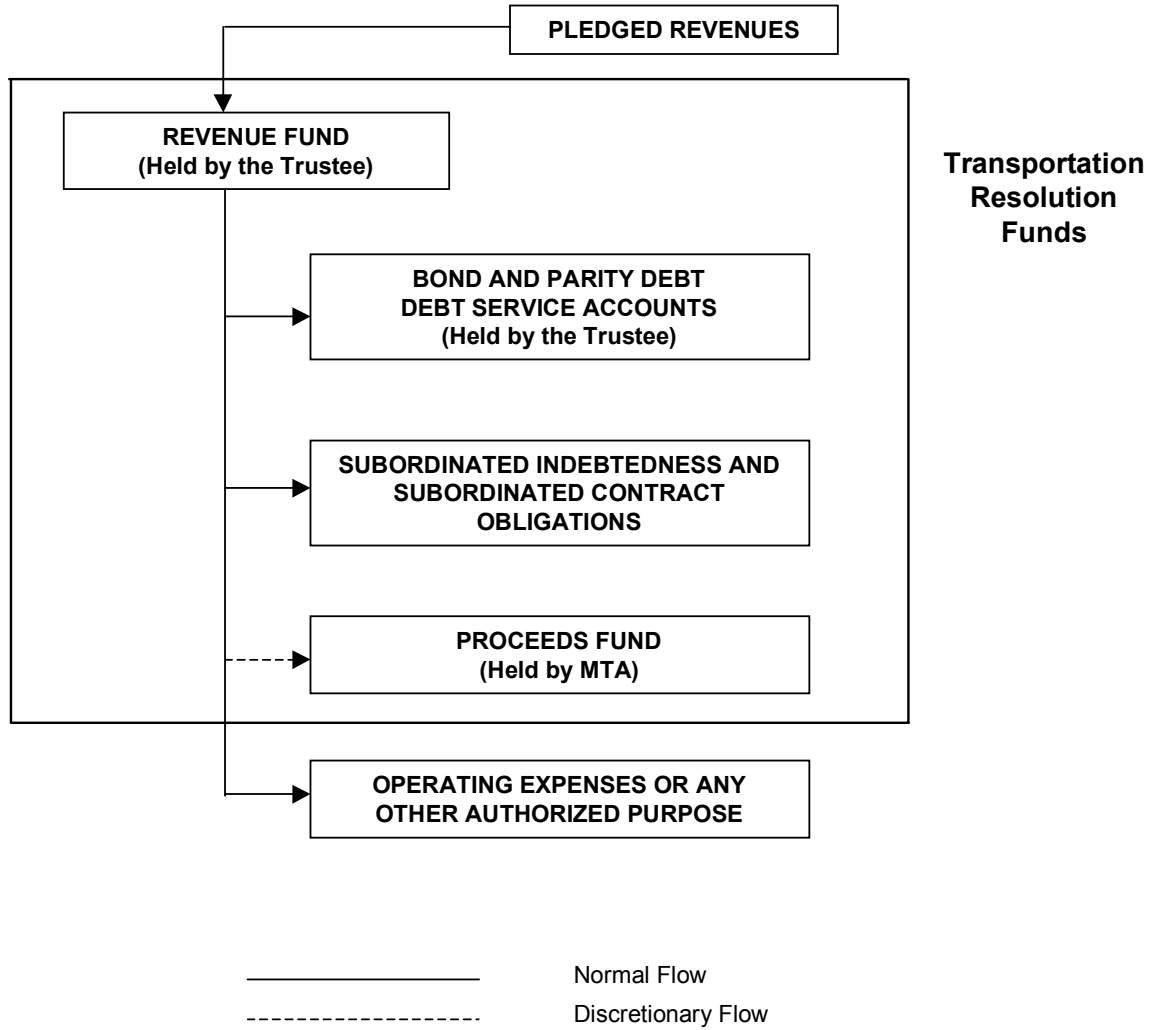 PLEDGED REVENUES
REVENUE FUND
(Held by the Trustee)
Transportation
Resolution
Funds
BOND AND PARITY DEBT
DEBT SERVICE ACCOUNTS
(Held by the Trustee)
SUBORDINATED INDEBTEDNESS AND
SUBORDINATED CONTRACT
OBLIGATIONS
PROCEEDS FUND
(Held by MTA)
OPERATING EXPENSES OR ANY
OTHER AUTHORIZED PURPOSE
Normal Flow
Discretionary Flow